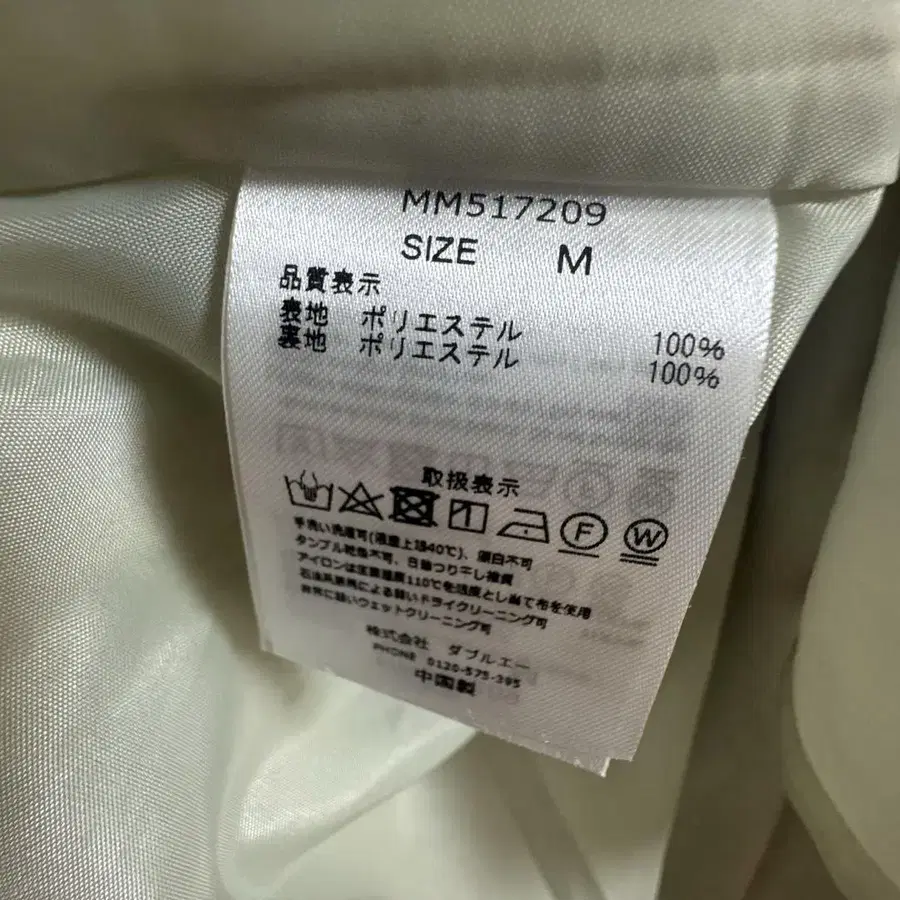 MM517209
SIZE M
品質表示
表地 ポリエステル 100%
裏地 ポリエステル 100%
取扱表示
F W
手洗い洗濯可(液温上限40℃)、漂白不可
タンブル乾燥不可、日陰つり干し推奨
アイロンは底面温度110℃を限度とし当て布を使用
石油系溶剤による弱いドライクリーニング可
非常に弱いウェットクリーニング可
株式会社 ダブルエー
PHONE 0120-575-395
中国製